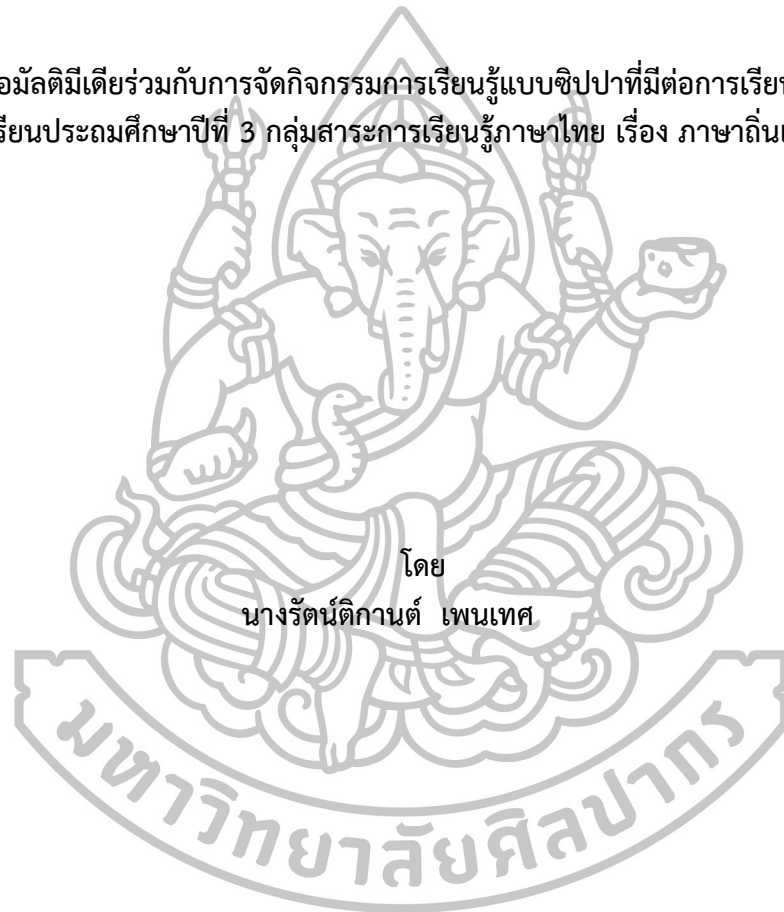 อมัลติมีเดียร่วมกับการจัดกิจกรรมการเรียนรู้แบบซิปปาที่มีต่อการเรีย
รียนประถมศึกษาปีที่ 3 กลุ่มสาระการเรียนรู้ภาษาไทย เรื่อง ภาษาถิ่น
โดย
นางรัตน์ติกานต์ เพนเทศ
มหาวิทยาลัยศิลปากร